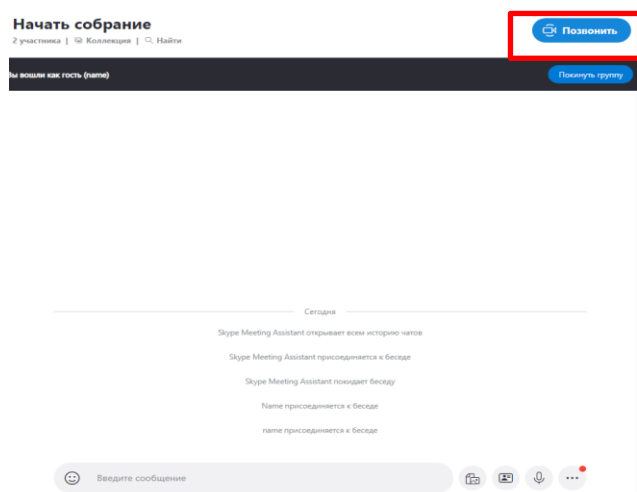 Начать собрание
2 участника | Коллекция | Найти
Позвонить
Вы вошли как гость (name)
Покинуть группу
Сегодня
Skype Meeting Assistant открывает всем историю чатов
Skype Meeting Assistant присоединяется к беседе
Skype Meeting Assistant покидает беседу
Name присоединяется к беседе
name присоединяется к беседе
Введите сообщение